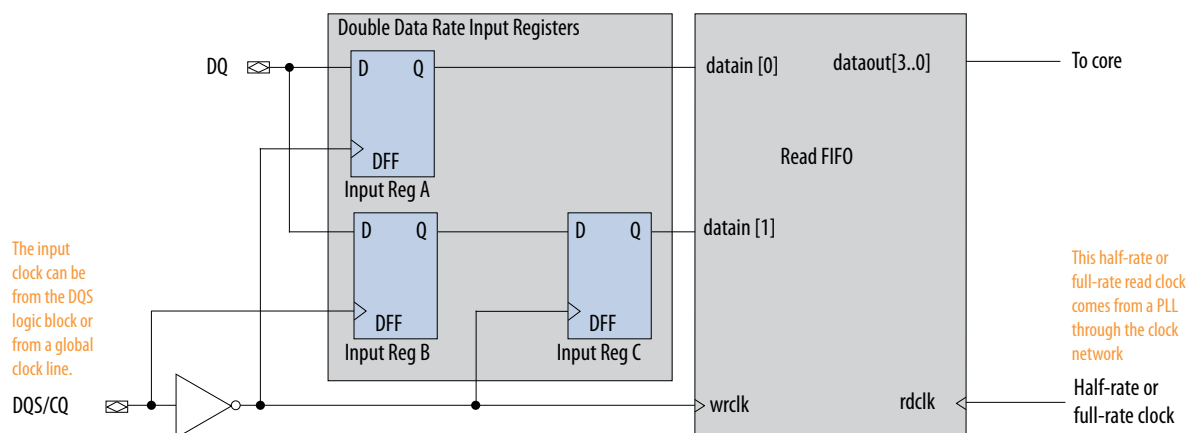 Double Data Rate Input Registers
DQ
D Q
DFF
Input Reg A
datain [0]
dataout[3..0]
To core
Read FIFO
D Q
DFF
Input Reg B
D Q
DFF
Input Reg C
datain [1]
The input
clock can be
from the DQS
logic block or
from a global
clock line.
This half-rate or
full-rate read clock
comes from a PLL
through the clock
network
DQS/CQ
wrclk
rdclk
Half-rate or
full-rate clock